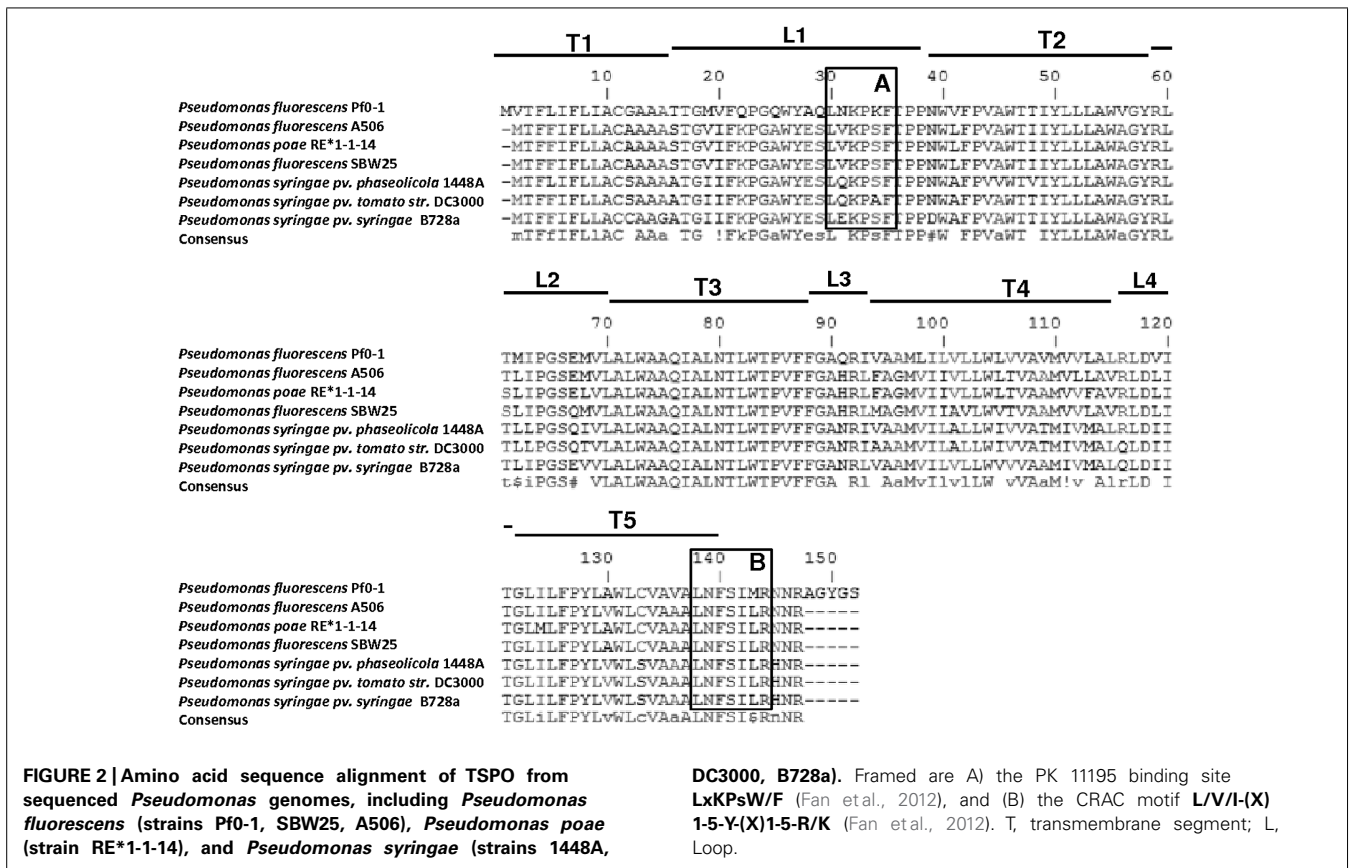 T1 L1 T2
10 20 30 A 40 50 60
Pseudomonas fluorescens Pf0-1 MVTFLIFLIACGAAATTGMVFQPGQWYAQLNKPKFTPPNWVFPVAWTTIYLLLAWVGYRL
Pseudomonas fluorescens A506 -MTFFIFLLACAAAASTGVIFKPGAWYESLVKPSFTPPNWLFPVAWTTIYLLLAWAGYRL
Pseudomonas poae RE*1-1-14 -MTFFIFLLACAAAASTGVIFKPGAWYESLVKPSFTPPNWLFPVAWTTIYLLLAWAGYRL
Pseudomonas fluorescens SBW25 -MTFFIFLLACAAAASTGVIFKPGAWYESLVKPSFTPPNWLFPVAWTTIYLLLAWAGYRL
Pseudomonas syringae pv. phaseolicola 1448A -MTFLIFLLACSAAAATGIIFKPGAWYESLQKPSFTPPNWAFPVVWTVIYLLLAWAGYRL
Pseudomonas syringae pv. tomato str. DC3000 -MTFFIFLLACSAAAATGIIFKPGAWYESLQKPAFTPPNWAFPVAWTTIYLLLAWAGYRL
Pseudomonas syringae pv. syringae B728a -MTFFIFLLACCAAGATGIIFKPGAWYESLEKPSFTPPDWAFPVAWTTIYLLLAWAGYRL
Consensus mTFfIFLlAC AAa TG !FkPGaWYesL KPsFTPP#W FPVaWT IYLLLAWaGYRL
L2 T3 L3 T4 L4
70 80 90 100 110 120
Pseudomonas fluorescens Pf0-1 TMIPGSEMVLALWAAQIALNTLWTPVFFGAQRIVAAMLILVLLWLVVAVMVVLALRLDVI
Pseudomonas fluorescens A506 TLIPGSEMVLALWAAQIALNTLWTPVFFGAHRLFAGMVIIVLLWLTVAAMVLLAVRLDLI
Pseudomonas poae RE*1-1-14 SLIPGSELVLALWAAQIALNTLWTPVFFGAHRLFAGMVIIVLLWLTVAAMVVFAVRLDLI
Pseudomonas fluorescens SBW25 SLIPGSQMVLALWAAQIALNTLWTPVFFGAHRLMAGMVIIAVLWVTVAAMVVLAVRLDLI
Pseudomonas syringae pv. phaseolicola 1448A TLLPGSQIVLALWAAQIALNTLWTPVFFGANRIVAAMVILALLWIVVATMIVMALRLDII
Pseudomonas syringae pv. tomato str. DC3000 TLLPGSQTVLALWAAQIALNTLWTPVFFGANRIAAAMVILALLWIVVATMIVMALQLDII
Pseudomonas syringae pv. syringae B728a TLIPGSEVVLALWAAQIALNTLWTPVFFGANRLVAAMVILVLLWVVVAAMIVMALQLDII
Consensus t$iPGS# VLALWAAQIALNTLWTPVFFGA Rl AaMvIlvlLW vVAaM!v AlrLD I
T5
130 140 B 150
Pseudomonas fluorescens Pf0-1 TGLILFPYLAWLCVAVALNFSIMRNNRAGYGS
Pseudomonas fluorescens A506 TGLILFPYLVWLCVAAALNFSILRNNR-----
Pseudomonas poae RE*1-1-14 TGLMLFPYLAWLCVAAALNFSILRNNR-----
Pseudomonas fluorescens SBW25 TGLILFPYLAWLCVAAALNFSILRNNR-----
Pseudomonas syringae pv. phaseolicola 1448A TGLILFPYLVWLSVAAALNFSILRHNR-----
Pseudomonas syringae pv. tomato str. DC3000 TGLILFPYLVWLSVAAALNFSILRHNR-----
Pseudomonas syringae pv. syringae B728a TGLILFPYLVWLSVAAALNFSILRHNR-----
Consensus TGLiLFPYLvWLcVAaALNFSI$RnNR
FIGURE 2 | Amino acid sequence alignment of TSPO from
sequenced Pseudomonas genomes, including Pseudomonas
fluorescens (strains Pf0-1, SBW25, A506), Pseudomonas poae
(strain RE*1-1-14), and Pseudomonas syringae (strains 1448A,
DC3000, B728a). Framed are A) the PK 11195 binding site
LxKPsW/F (Fan et al., 2012), and (B) the CRAC motif L/V/I-(X)
1-5-Y-(X)1-5-R/K (Fan et al., 2012). T, transmembrane segment; L,
Loop.